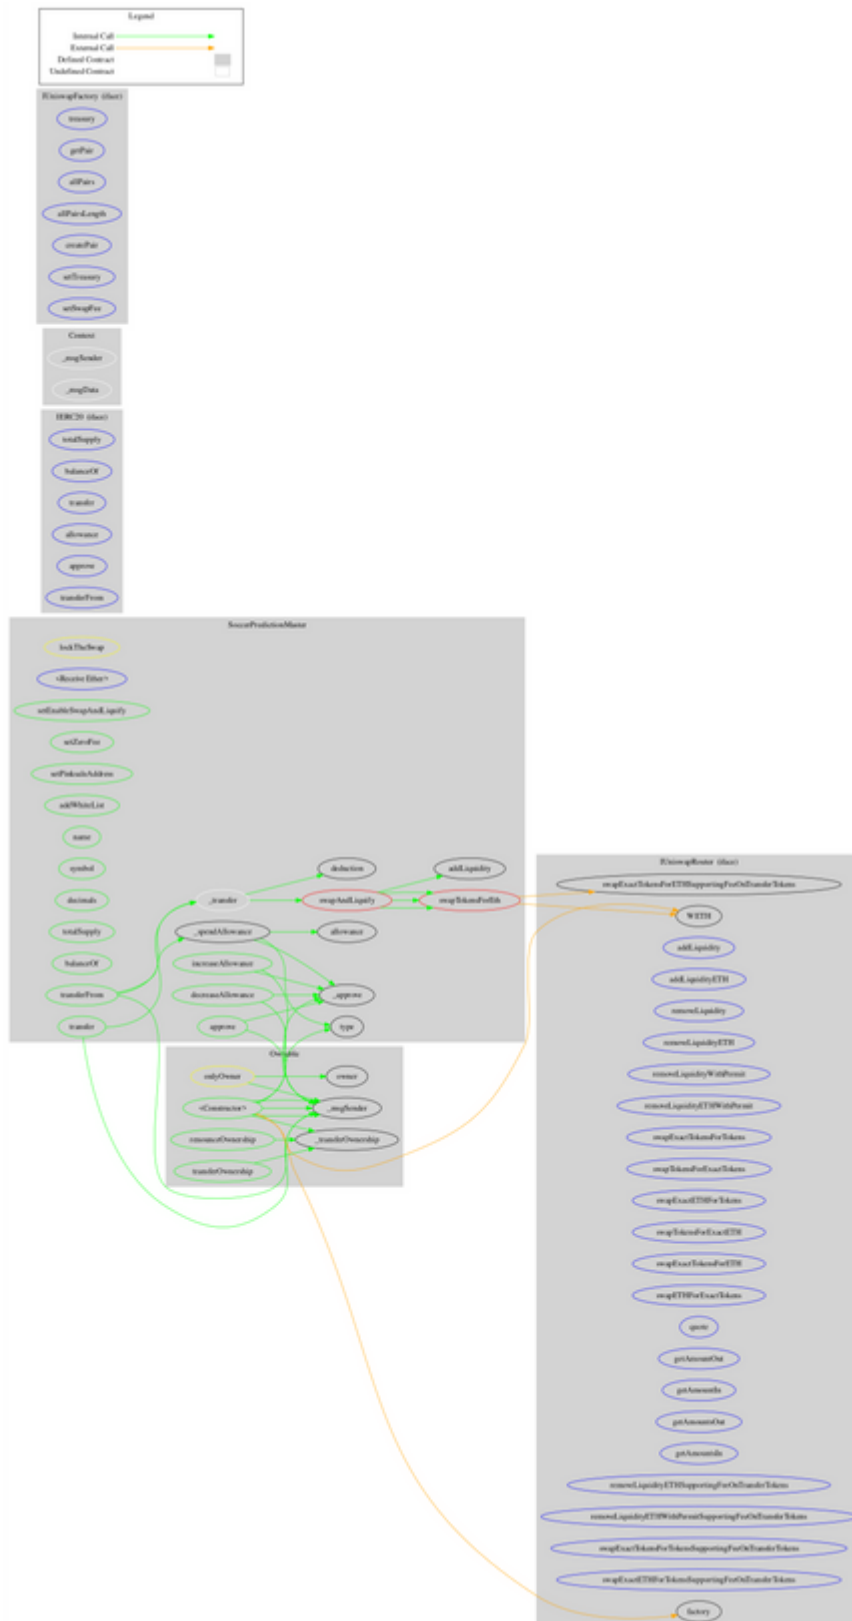 Legend
Internal Call
External Call
Defined Contract
Undefined Contract
IUniswapFactory (iface)
treasury
getPair
allPairs
allPairsLength
createPair
setTreasury
setSwapFee
Context
_msgSender
_msgData
IERC20 (iface)
totalSupply
balanceOf
transfer
allowance
approve
transferFrom
SoccerPredictionMaster
lockTheSwap
<Receive Ether>
setEnableSwapAndLiquify
setZeroFee
setPinksaleAddress
addWhiteList
name
symbol
decimals
totalSupply
balanceOf
transferFrom
transfer
_transfer
_spendAllowance
increaseAllowance
decreaseAllowance
approve
deduction
swapAndLiquify
allowance
_approve
type
addLiquidity
swapTokensForEth
Ownable
onlyOwner
<Constructor>
renounceOwnership
transferOwnership
owner
_msgSender
_transferOwnership
IUniswapRouter (iface)
swapExactTokensForETHSupportingFeeOnTransferTokens
WETH
addLiquidity
addLiquidityETH
removeLiquidity
removeLiquidityETH
removeLiquidityWithPermit
removeLiquidityETHWithPermit
swapExactTokensForTokens
swapTokensForExactTokens
swapExactETHForTokens
swapTokensForExactETH
swapExactTokensForETH
swapETHForExactTokens
quote
getAmountOut
getAmountIn
getAmountsOut
getAmountsIn
removeLiquidityETHSupportingFeeOnTransferTokens
removeLiquidityETHWithPermitSupportingFeeOnTransferTokens
swapExactTokensForTokensSupportingFeeOnTransferTokens
swapExactETHForTokensSupportingFeeOnTransferTokens
factory